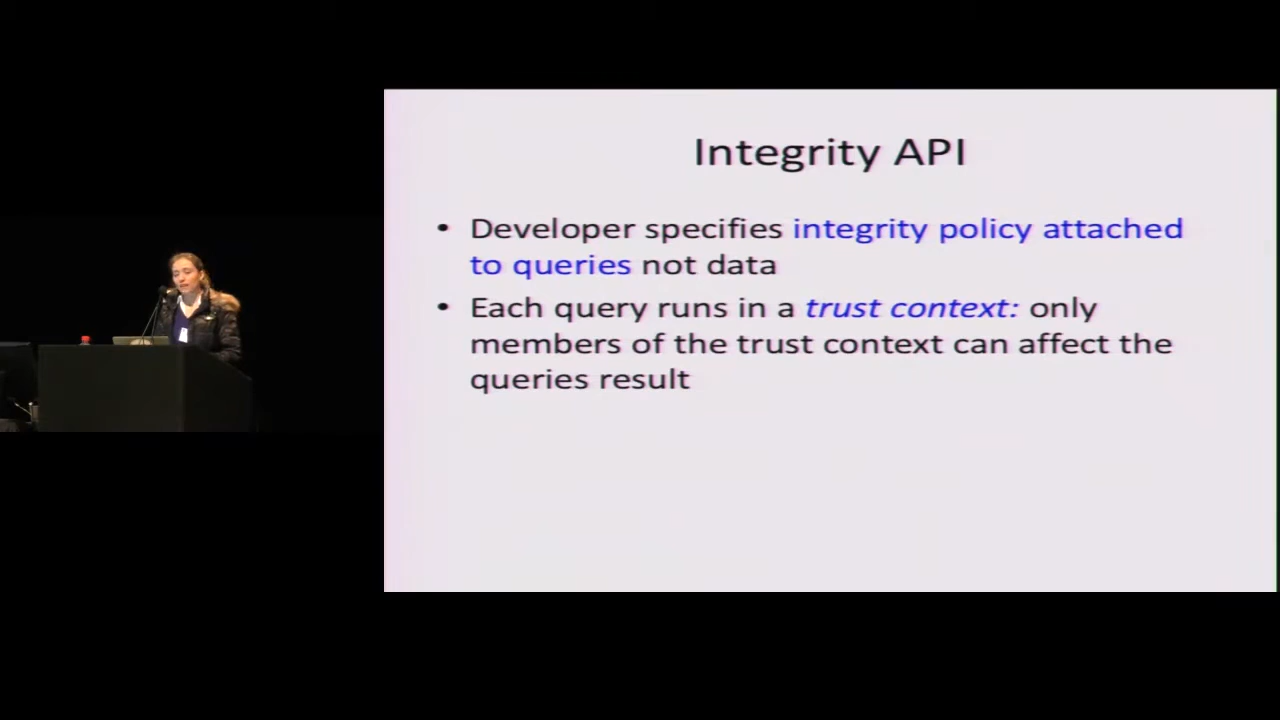 Integrity API
• Developer specifies integrity policy attached
to queries not data
• Each query runs in a trust context: only
members of the trust context can affect the
queries result